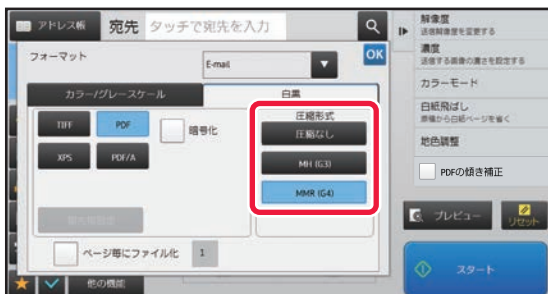 アドレス帳 宛先 タッチで宛先を入力
フォーマット
E-mail
OK
カラー/グレースケール 白黒
TIFF PDF 暗号化
XPS PDF/A
圧縮形式
圧縮なし
MH (G3)
MMR (G4)
ページ毎にファイル化 1
他の機能
解像度
送信解像度を変更する
濃度
送信する画像の濃さを設定する
カラーモード
白紙飛ばし
原稿から白紙ページを省く
地色調整
PDFの傾き補正
プレビュー
リセット
スタート